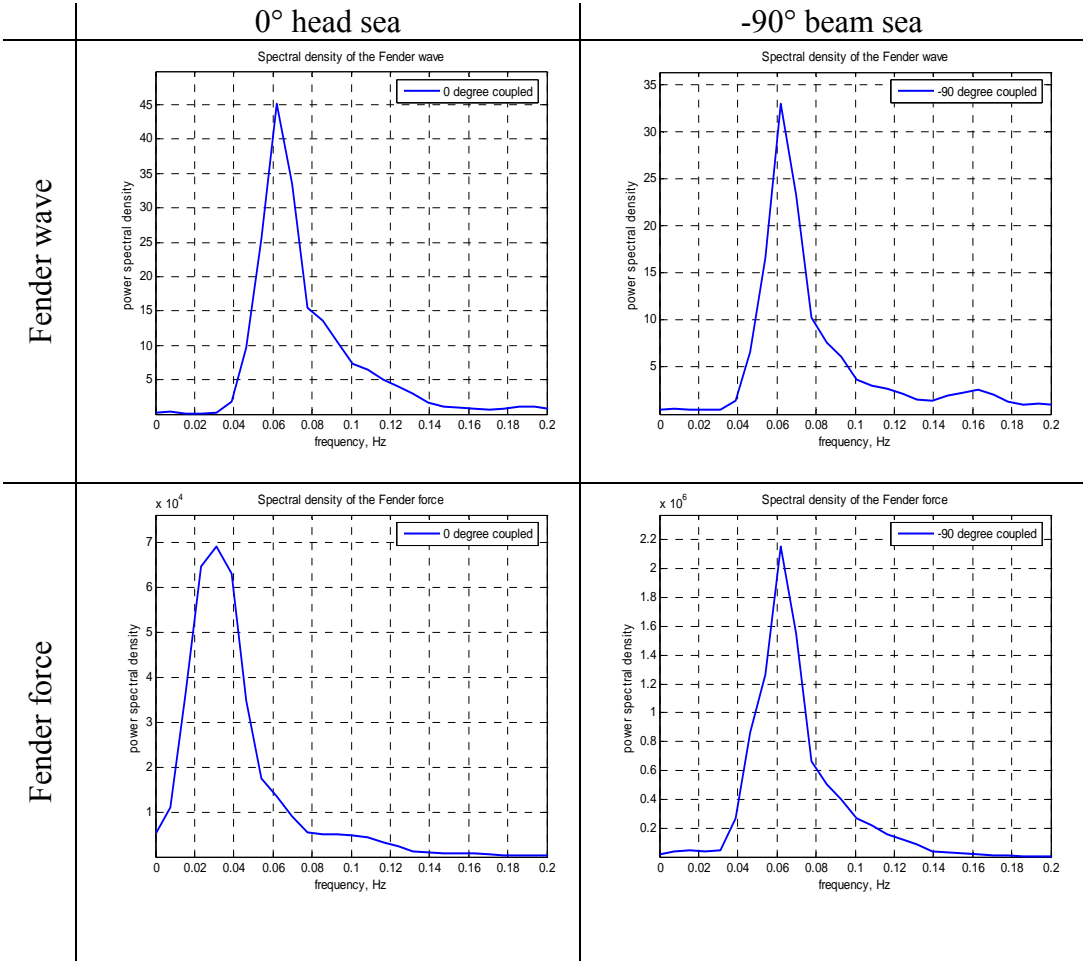 0° head sea
-90° beam sea
Fender wave
Spectral density of the Fender wave
0 degree coupled
power spectral density
45
40
35
30
25
20
15
10
5
0 0.02 0.04 0.06 0.08 0.1 0.12 0.14 0.16 0.18 0.2
frequency, Hz
Spectral density of the Fender wave
-90 degree coupled
power spectral density
35
30
25
20
15
10
5
0 0.02 0.04 0.06 0.08 0.1 0.12 0.14 0.16 0.18 0.2
frequency, Hz
Fender force
x 10^4
Spectral density of the Fender force
0 degree coupled
power spectral density
7
6
5
4
3
2
1
0 0.02 0.04 0.06 0.08 0.1 0.12 0.14 0.16 0.18 0.2
frequency, Hz
x 10^6
Spectral density of the Fender force
-90 degree coupled
power spectral density
2.2
2
1.8
1.6
1.4
1.2
1
0.8
0.6
0.4
0.2
0 0.02 0.04 0.06 0.08 0.1 0.12 0.14 0.16 0.18 0.2
frequency, Hz